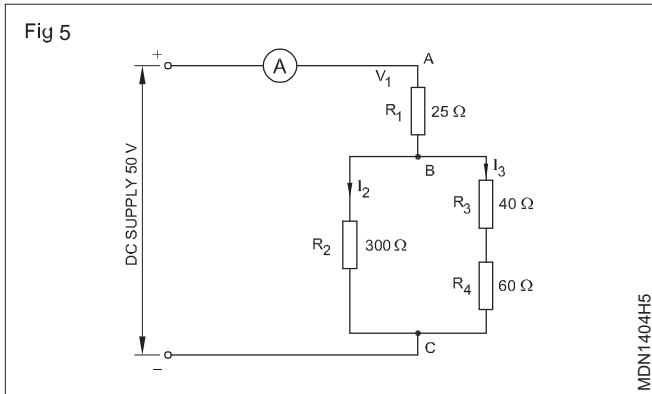 Fig 5
+
A
A
V1
R1 25 Ω
B
I2
I3
R3 40 Ω
DC SUPPLY 50 V
R2 300 Ω
R4 60 Ω
C
–
MDN1404H5